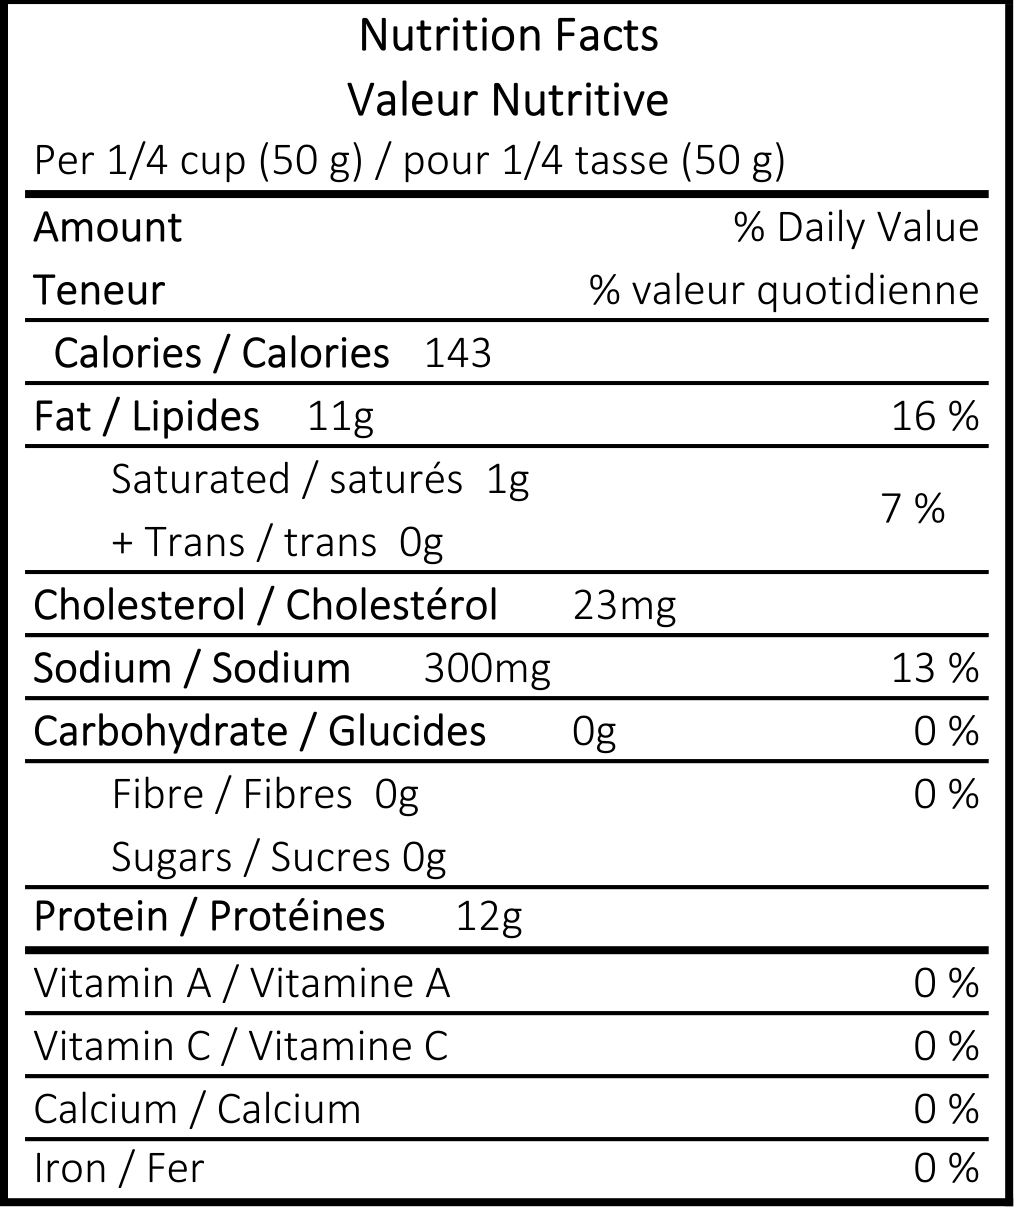 Nutrition Facts
Valeur Nutritive
Per 1/4 cup (50 g) / pour 1/4 tasse (50 g)
Amount % Daily Value
Teneur % valeur quotidienne
Calories / Calories 143
Fat / Lipides 11g 16 %
Saturated / saturés 1g
7 %
+ Trans / trans 0g
Cholesterol / Cholestérol 23mg
Sodium / Sodium 300mg 13 %
Carbohydrate / Glucides 0g 0 %
Fibre / Fibres 0g 0 %
Sugars / Sucres 0g
Protein / Protéines 12g
Vitamin A / Vitamine A 0 %
Vitamin C / Vitamine C 0 %
Calcium / Calcium 0 %
Iron / Fer 0 %